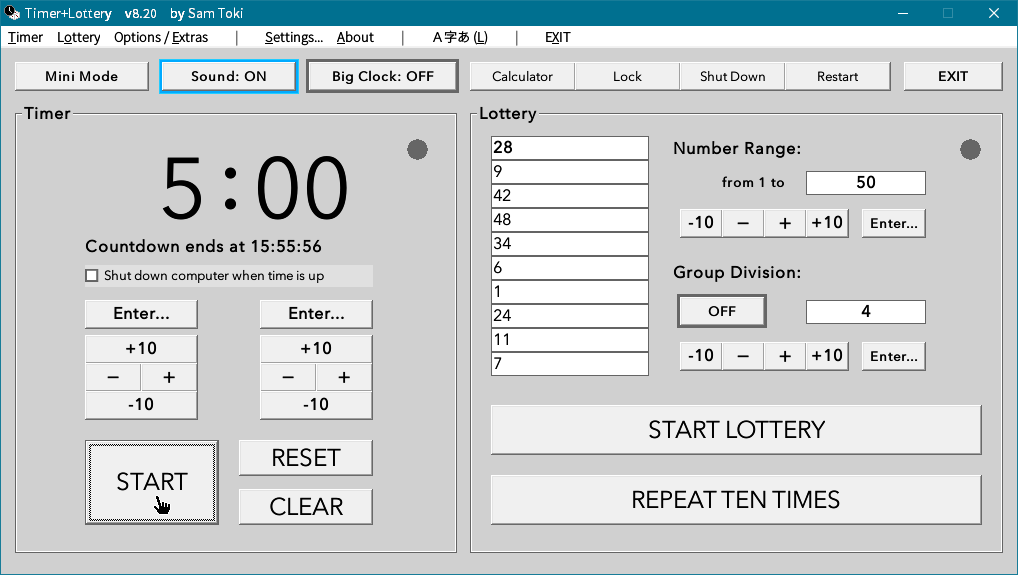 Timer+Lottery v8.20 by Sam Toki
Timer Lottery Options / Extras | Settings... About | A 字あ (L) | EXIT
Mini Mode Sound: ON Big Clock: OFF Calculator Lock Shut Down Restart EXIT
Timer
5:00
Countdown ends at 15:55:56
Shut down computer when time is up
Enter... Enter...
+10 +10
− + − +
-10 -10
START
RESET
CLEAR
Lottery
28
9
42
48
34
6
1
24
11
7
Number Range:
from 1 to 50
-10 − + +10 Enter...
Group Division:
OFF 4
-10 − + +10 Enter...
START LOTTERY
REPEAT TEN TIMES